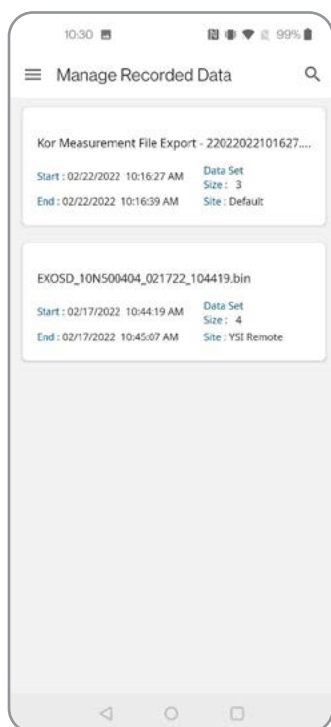 10:30 99%
Manage Recorded Data
Kor Measurement File Export - 22022022101627....
Start : 02/22/2022 10:16:27 AM Data Set Size : 3
End : 02/22/2022 10:16:39 AM Site : Default
EXOSD_10N500404_021722_104419.bin
Start : 02/17/2022 10:44:19 AM Data Set Size : 4
End : 02/17/2022 10:45:07 AM Site : YSI Remote